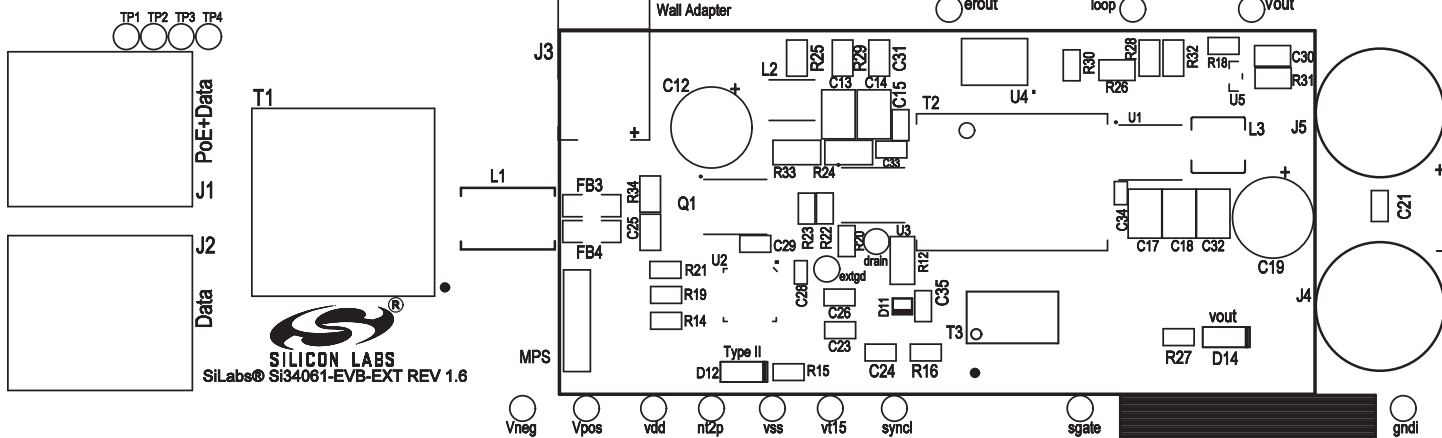 TP1 TP2 TP3 TP4
Wall Adapter
erout
loop
Vout
PoE+Data
J1
J2
Data
T1
®
SILICON LABS
SiLabs® Si34061-EVB-EXT REV 1.6
L1
J3
+
FB3
FB4
MPS
C12
+
L2
R25
R29
C31
C13
C14
C15
R33
R24
C33
R34
C25
Q1
R21
R19
R14
U2
C29
C28
R23
R22
R20
U3
drain
extgd
R12
C26
C23
D11
C35
C24
R16
Type II
D12
R15
T2
U4
T3
R30
R28
R32
R26
R18
U5
C30
R31
U1
L3
J5
+
C34
C17
C18
C32
+
C19
C21
-
J4
vout
R27
D14
Vneg
Vpos
vdd
nt2p
vss
vt15
syncl
sgate
gndi